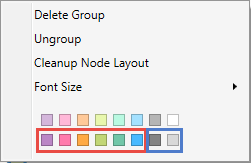 Delete Group
Ungroup
Cleanup Node Layout
Font Size